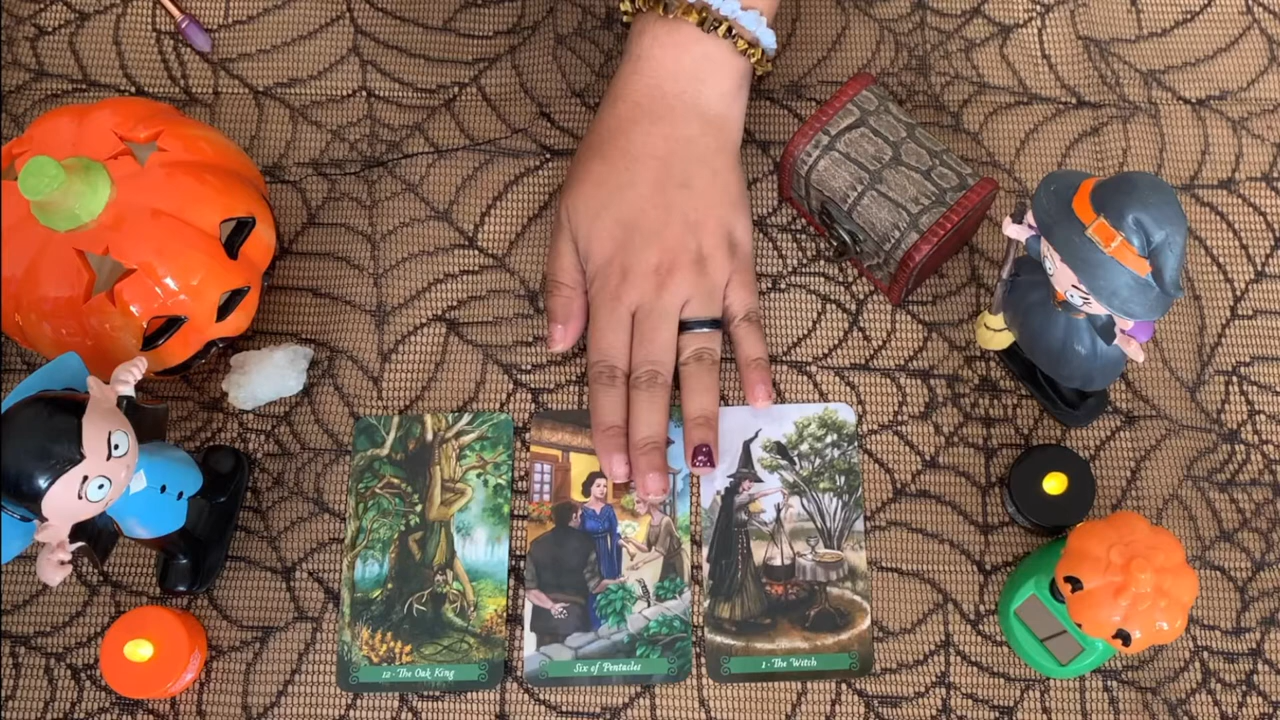 12 · The Oak King
Six of Pentacles
1 · The Witch